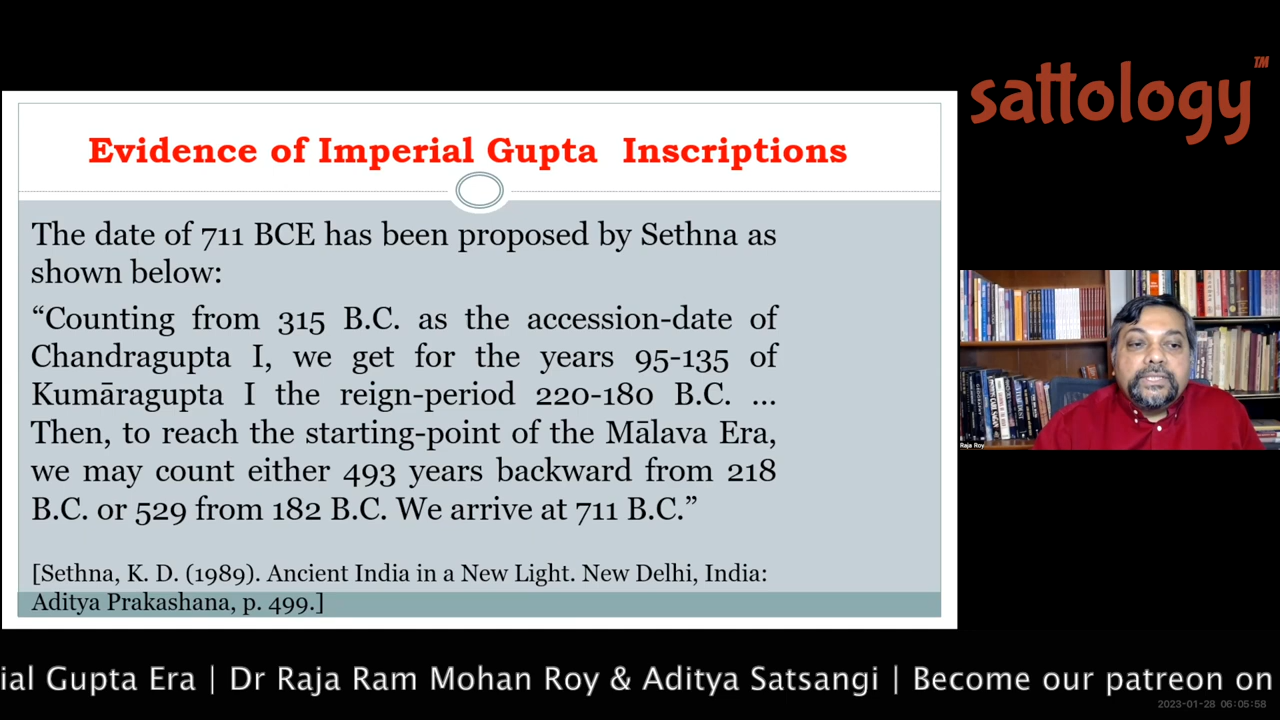 sattology TM
Evidence of Imperial Gupta Inscriptions
The date of 711 BCE has been proposed by Sethna as
shown below:
“Counting from 315 B.C. as the accession-date of
Chandragupta I, we get for the years 95-135 of
Kumāragupta I the reign-period 220-180 B.C. ...
Then, to reach the starting-point of the Mālava Era,
we may count either 493 years backward from 218
B.C. or 529 from 182 B.C. We arrive at 711 B.C.”
[Sethna, K. D. (1989). Ancient India in a New Light. New Delhi, India:
Aditya Prakashana, p. 499.]
Raja Roy
ial Gupta Era | Dr Raja Ram Mohan Roy & Aditya Satsangi | Become our patreon on
2023-01-28 06:05:58